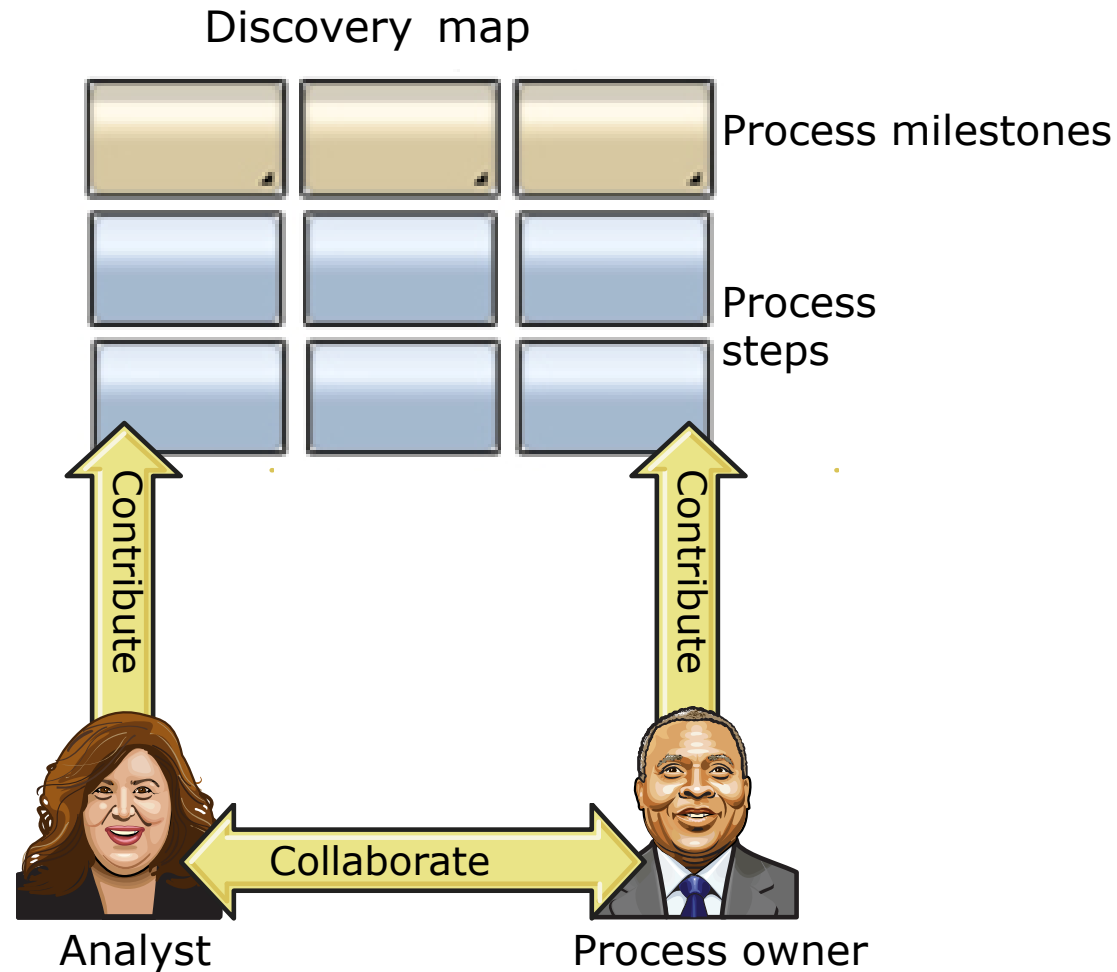 Discovery map
Process milestones
Process
steps
Contribute
Contribute
Collaborate
Analyst
Process owner